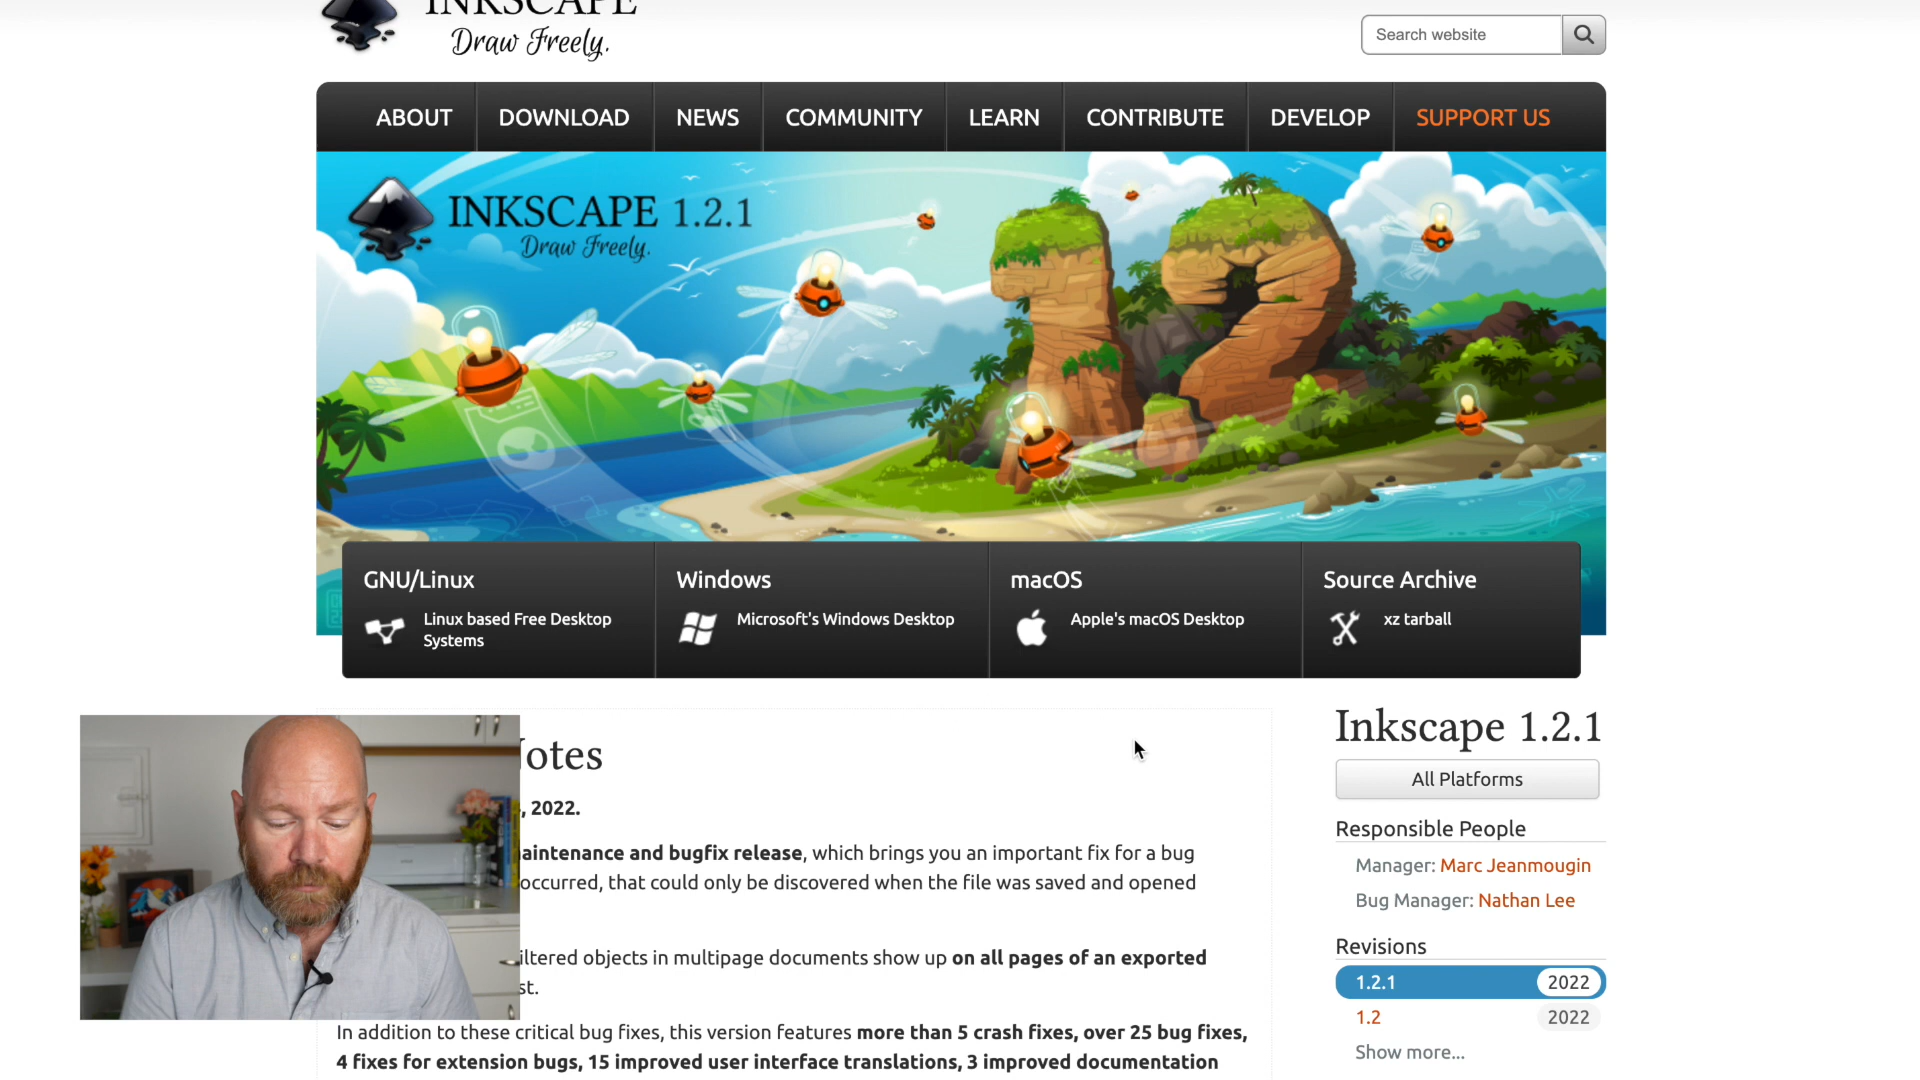 INKSCAPE
Draw Freely.
Search website
ABOUT DOWNLOAD NEWS COMMUNITY LEARN CONTRIBUTE DEVELOP SUPPORT US
INKSCAPE 1.2.1
Draw Freely.
GNU/Linux
Linux based Free Desktop
Systems
Windows
Microsoft's Windows Desktop
macOS
Apple's macOS Desktop
Source Archive
xz tarball
otes
, 2022.
aintenance and bugfix release, which brings you an important fix for a bug
occurred, that could only be discovered when the file was saved and opened
iltered objects in multipage documents show up on all pages of an exported
st.
In addition to these critical bug fixes, this version features more than 5 crash fixes, over 25 bug fixes,
4 fixes for extension bugs, 15 improved user interface translations, 3 improved documentation
Inkscape 1.2.1
All Platforms
Responsible People
Manager: Marc Jeanmougin
Bug Manager: Nathan Lee
Revisions
1.2.1 2022
1.2 2022
Show more...